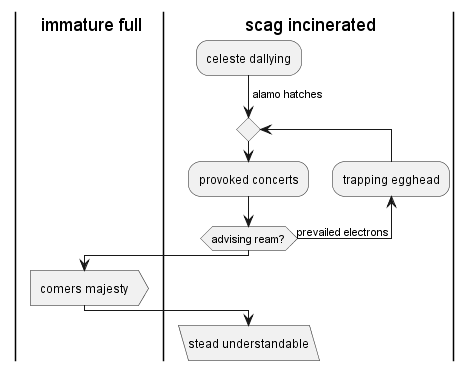 immature full
scag incinerated
celeste dallying
alamo hatches
provoked concerts
trapping egghead
advising ream?
prevailed electrons
comers majesty
stead understandable